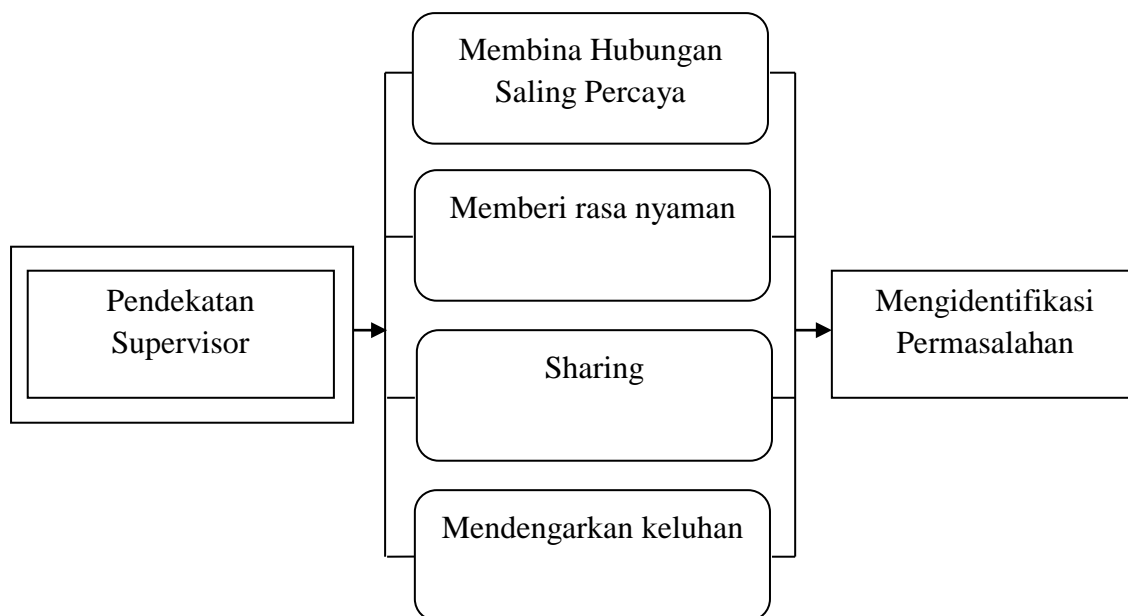 Membina Hubungan
Saling Percaya
Memberi rasa nyaman
Pendekatan
Supervisor
Sharing
Mengidentifikasi
Permasalahan
Mendengarkan keluhan